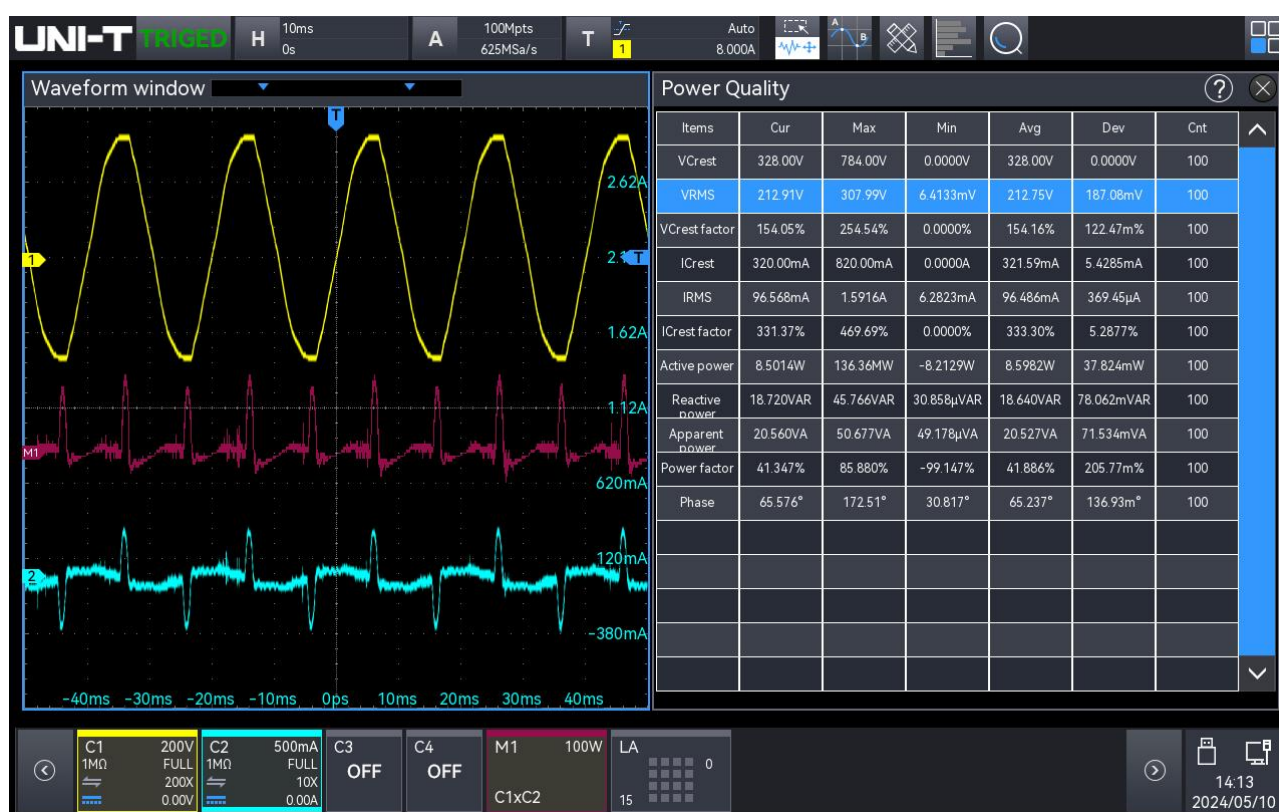 UNI-T TRIGED H 10ms 0s A 100Mpts 625MSa/s T 1 Auto 8.000A A B
Waveform window
T
2.62A
1
T
1.62A
1.12A
M1
620mA
120mA
2
-380mA
-40ms -30ms -20ms -10ms 0ps 10ms 20ms 30ms 40ms
Power Quality ?
Items Cur Max Min Avg Dev Cnt
VCrest 328.00V 784.00V 0.0000V 328.00V 0.0000V 100
VRMS 212.91V 307.99V 6.4133mV 212.75V 187.08mV 100
VCrest factor 154.05% 254.54% 0.0000% 154.16% 122.47m% 100
ICrest 320.00mA 820.00mA 0.0000A 321.59mA 5.4285mA 100
IRMS 96.568mA 1.5916A 6.2823mA 96.486mA 369.45µA 100
ICrest factor 331.37% 469.69% 0.0000% 333.30% 5.2877% 100
Active power 8.5014W 136.36MW -8.2129W 8.5982W 37.824mW 100
Reactive power 18.720VAR 45.766VAR 30.858µVAR 18.640VAR 78.062mVAR 100
Apparent power 20.560VA 50.677VA 49.178µVA 20.527VA 71.534mVA 100
Power factor 41.347% 85.880% -99.147% 41.886% 205.77m% 100
Phase 65.576° 172.51° 30.817° 65.237° 136.93m° 100
C1 200V
1MΩ FULL
200X
0.00V
C2 500mA
1MΩ FULL
10X
0.00A
C3
OFF
C4
OFF
M1 100W
C1xC2
LA
0
15
14:13
2024/05/10